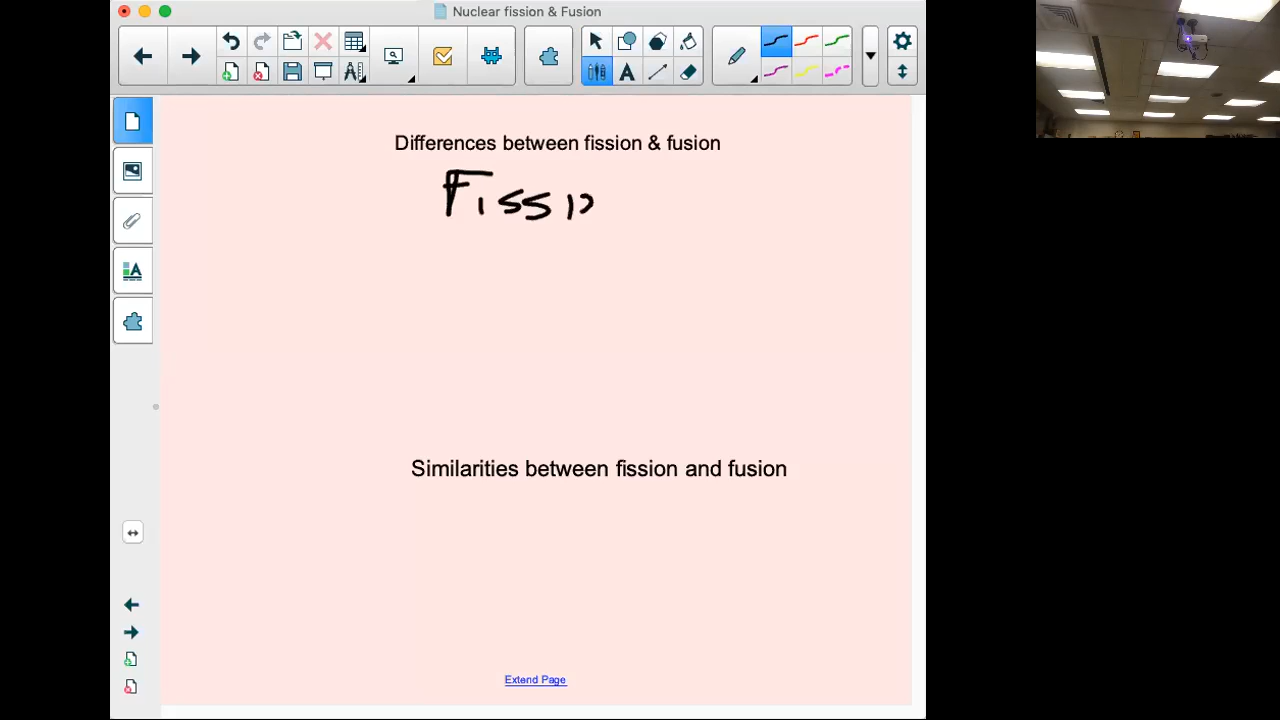 Nuclear fission & Fusion
Differences between fission & fusion
Fissio
Similarities between fission and fusion
Extend Page